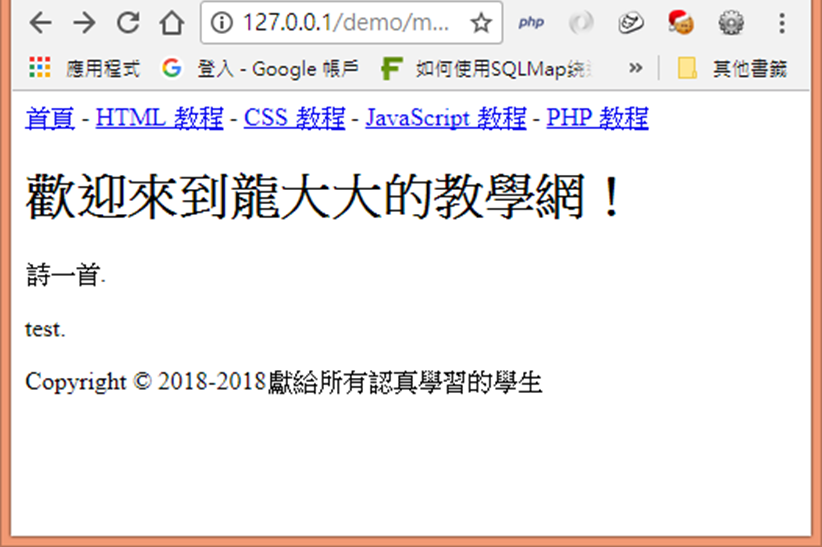 127.0.0.1/demo/m... php
應用程式 登入 - Google 帳戶 如何使用SQLMap繞 » 其他書籤
首頁 - HTML 教程 - CSS 教程 - JavaScript 教程 - PHP 教程
歡迎來到龍大大的教學網！
詩一首.
test.
Copyright © 2018-2018獻給所有認真學習的學生